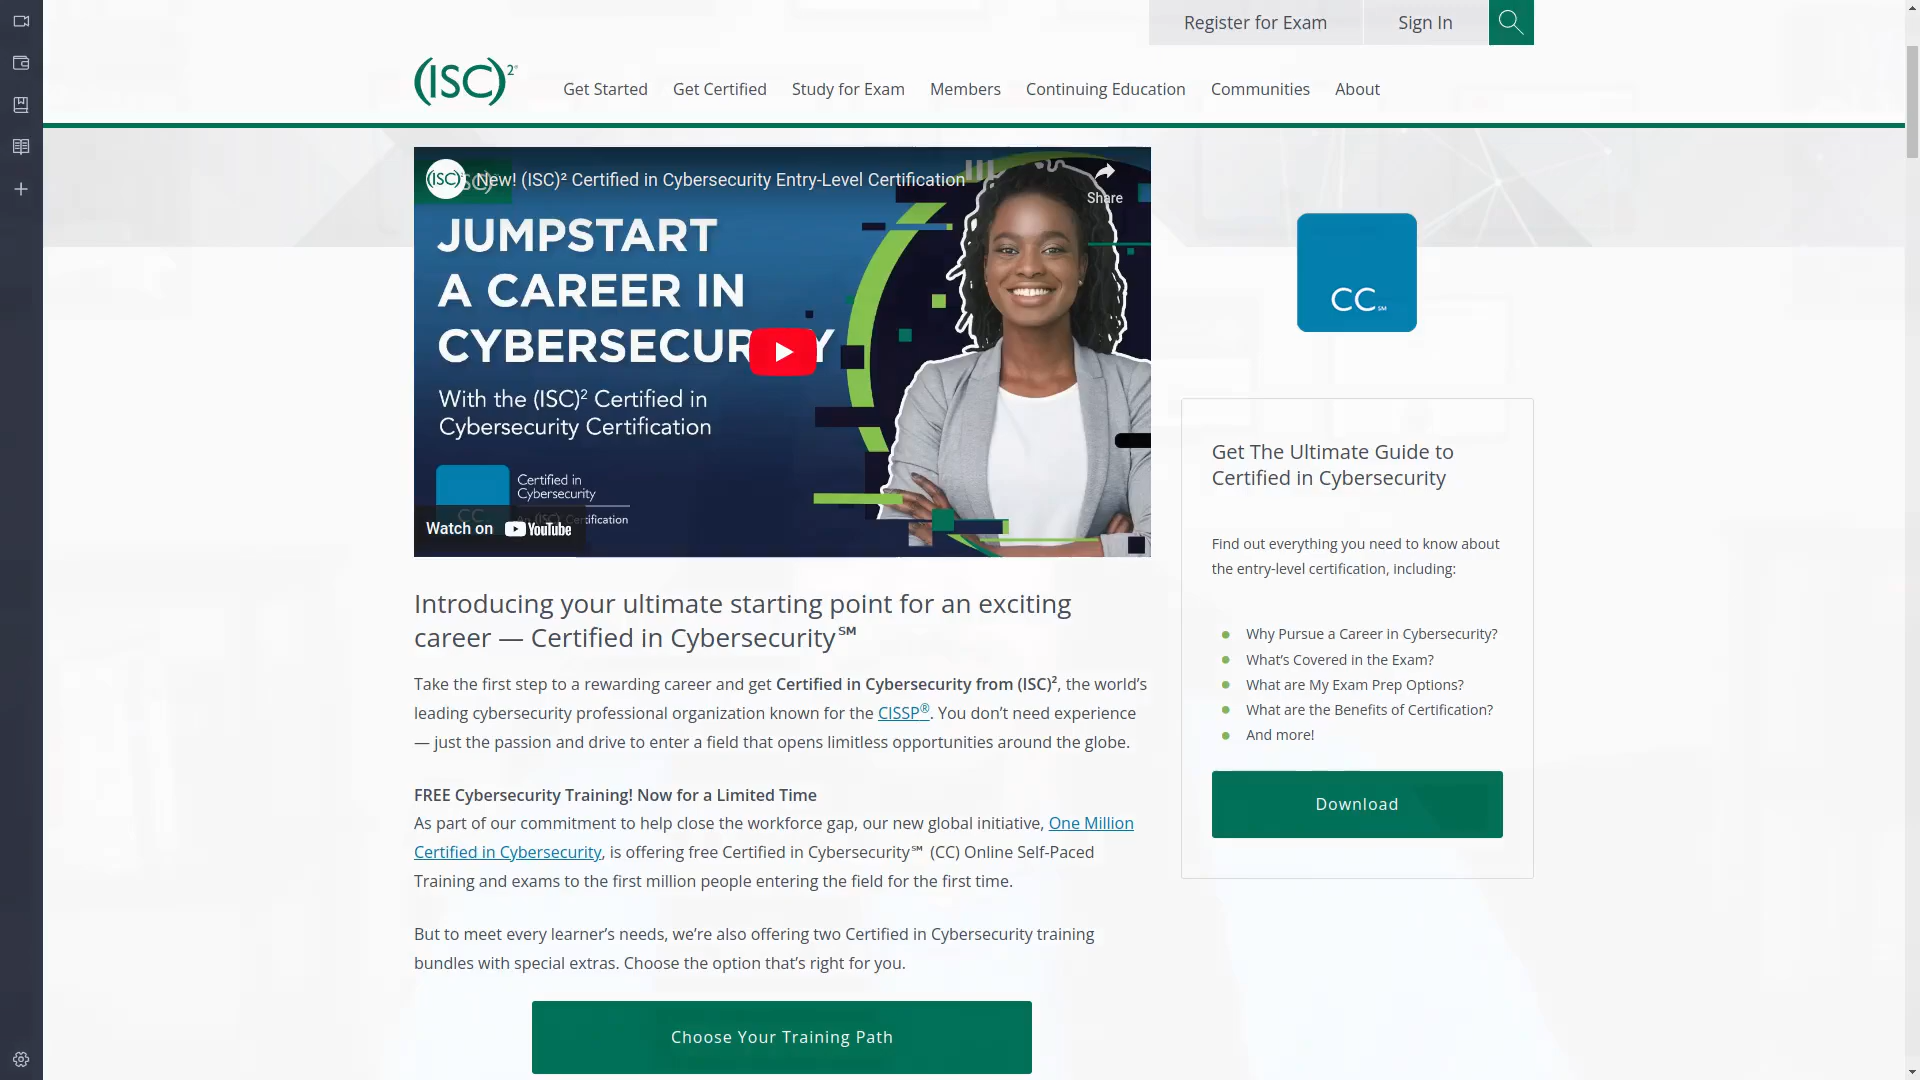 Register for Exam
Sign In
(ISC)²®
Get Started
Get Certified
Study for Exam
Members
Continuing Education
Communities
About
(ISC)²
New! (ISC)² Certified in Cybersecurity Entry-Level Certification
Share
JUMPSTART
A CAREER IN
CYBERSECURITY
With the (ISC)² Certified in
Cybersecurity Certification
Certified in
Cybersecurity
An (ISC)² Certification
CC
Watch on YouTube
CC℠
Introducing your ultimate starting point for an exciting
career — Certified in Cybersecurity℠
Take the first step to a rewarding career and get Certified in Cybersecurity from (ISC)², the world’s
leading cybersecurity professional organization known for the CISSP®. You don’t need experience
— just the passion and drive to enter a field that opens limitless opportunities around the globe.
FREE Cybersecurity Training! Now for a Limited Time
As part of our commitment to help close the workforce gap, our new global initiative, One Million
Certified in Cybersecurity, is offering free Certified in Cybersecurity℠ (CC) Online Self-Paced
Training and exams to the first million people entering the field for the first time.
But to meet every learner’s needs, we’re also offering two Certified in Cybersecurity training
bundles with special extras. Choose the option that’s right for you.
Choose Your Training Path
Get The Ultimate Guide to
Certified in Cybersecurity
Find out everything you need to know about
the entry-level certification, including:
Why Pursue a Career in Cybersecurity?
What’s Covered in the Exam?
What are My Exam Prep Options?
What are the Benefits of Certification?
And more!
Download